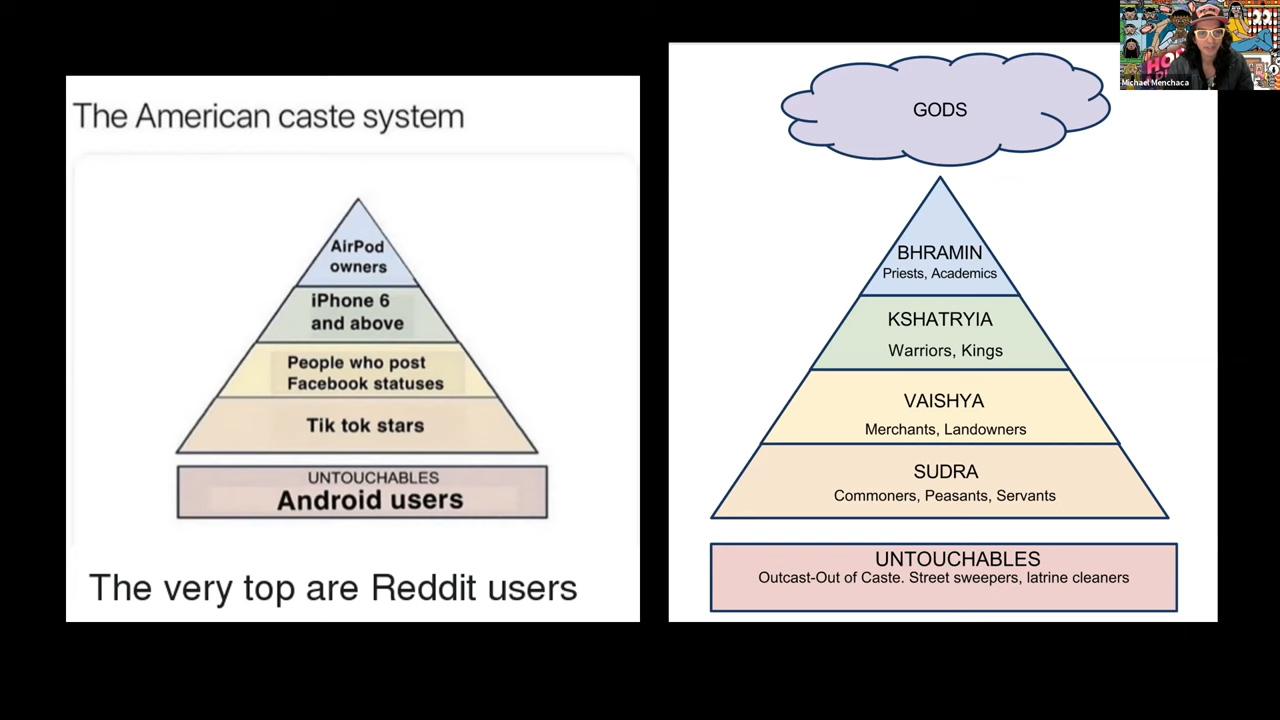 The American caste system
AirPod
owners
iPhone 6
and above
People who post
Facebook statuses
Tik tok stars
UNTOUCHABLES
Android users
The very top are Reddit users
GODS
BHRAMIN
Priests, Academics
KSHATRYIA
Warriors, Kings
VAISHYA
Merchants, Landowners
SUDRA
Commoners, Peasants, Servants
UNTOUCHABLES
Outcast-Out of Caste. Street sweepers, latrine cleaners
Michael Menchaca